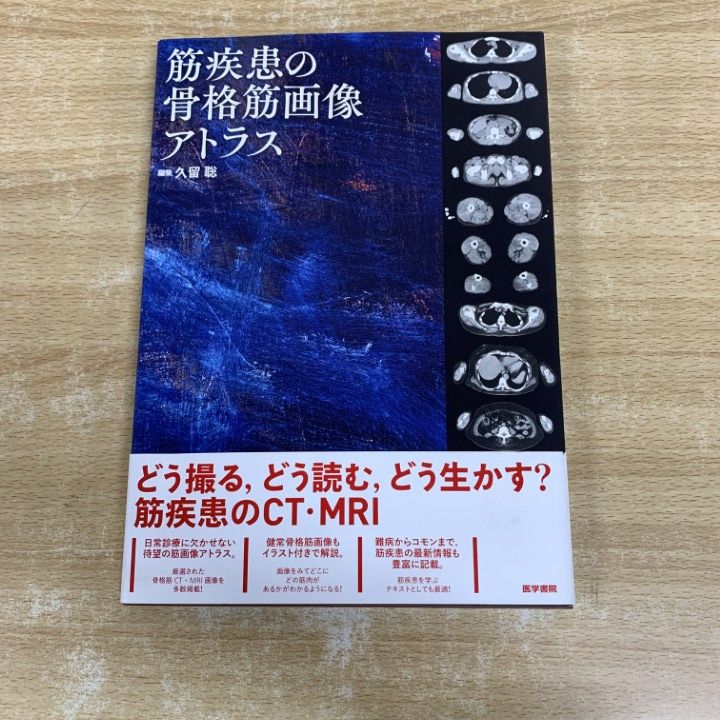 筋疾患の
骨格筋画像
アトラス
編集 久留 聡
どう撮る, どう読む, どう生かす?
筋疾患のCT・MRI
日常診療に欠かせない
待望の筋画像アトラス。
厳選された
骨格筋 CT・MRI 画像を
多数掲載!
健常骨格筋画像も
イラスト付きで解説。
画像をみてどこに
どの筋肉が
あるかがわかるようになる!
難病からコモンまで、
筋疾患の最新情報も
豊富に記載。
筋疾患を学ぶ
テキストとしても最適!
医学書院